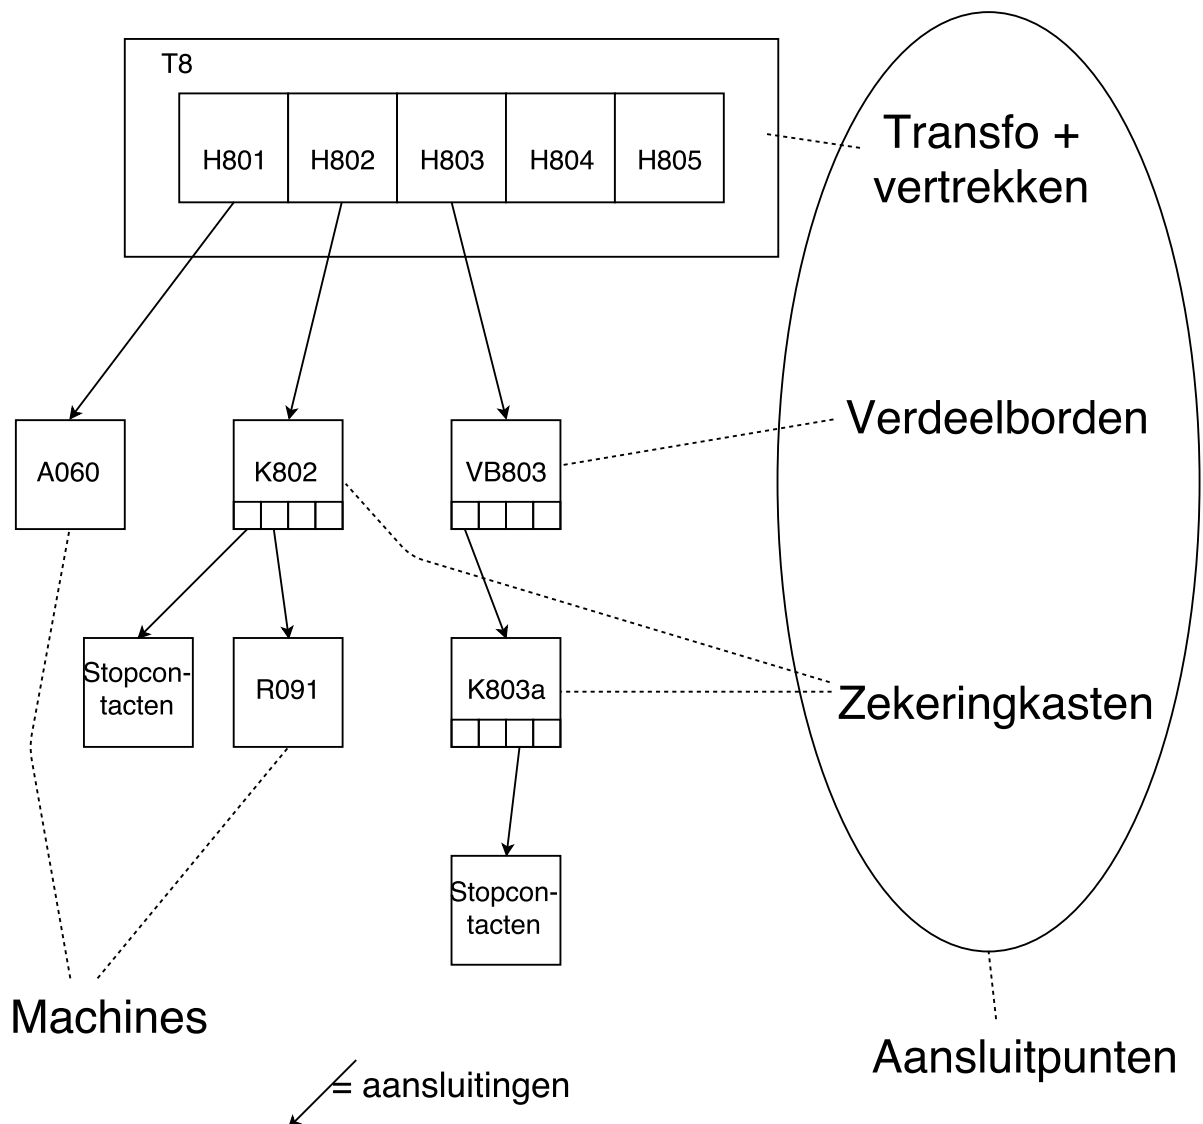 T8
H801
H802
H803
H804
H805
Transfo +
vertrekken
A060
K802
VB803
Verdeelborden
Stopcon-
tacten
R091
K803a
Zekeringkasten
Stopcon-
tacten
Machines
Aansluitpunten
= aansluitingen